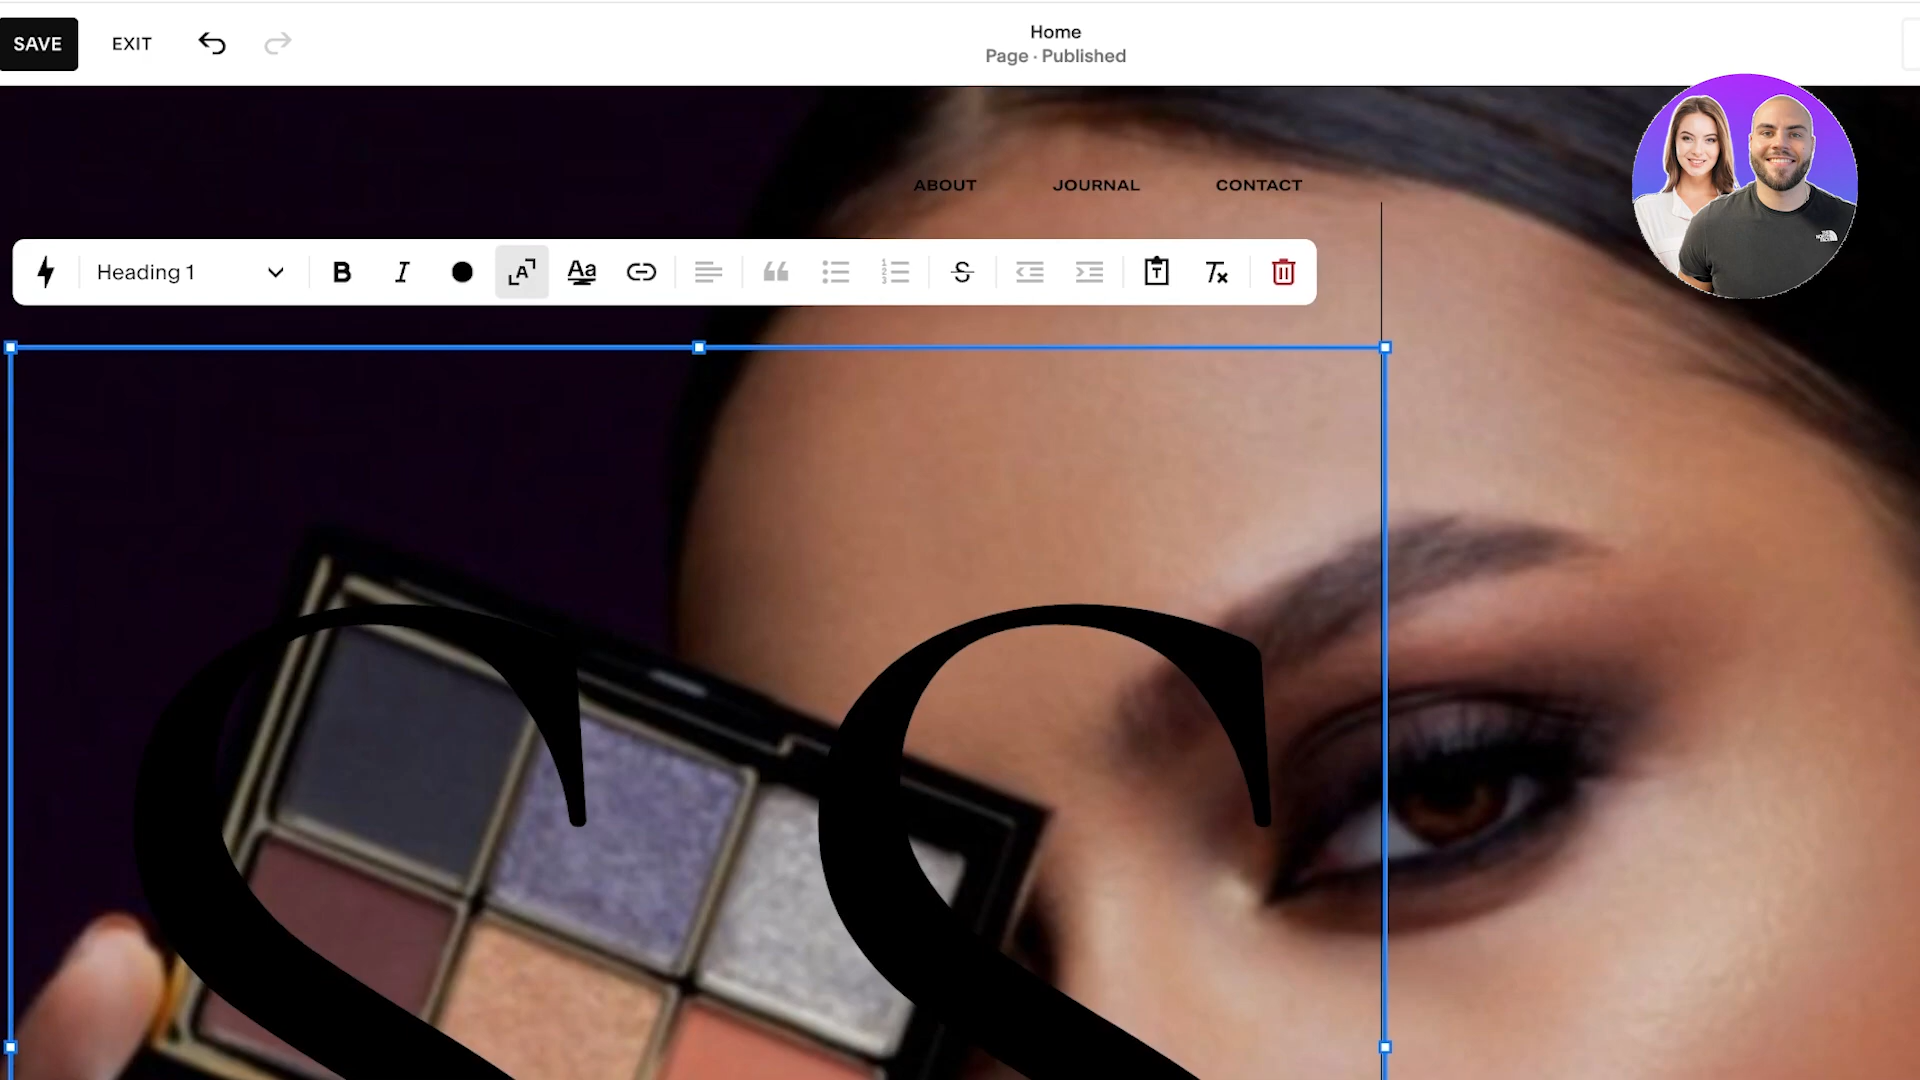 SAVE EXIT
Home
Page · Published
ABOUT JOURNAL CONTACT
Heading 1
SS